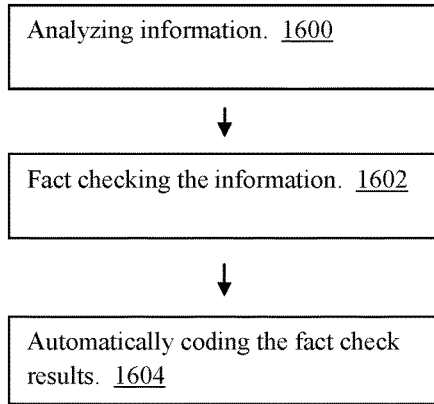 Analyzing information. 1600
Fact checking the information. 1602
Automatically coding the fact check
results. 1604